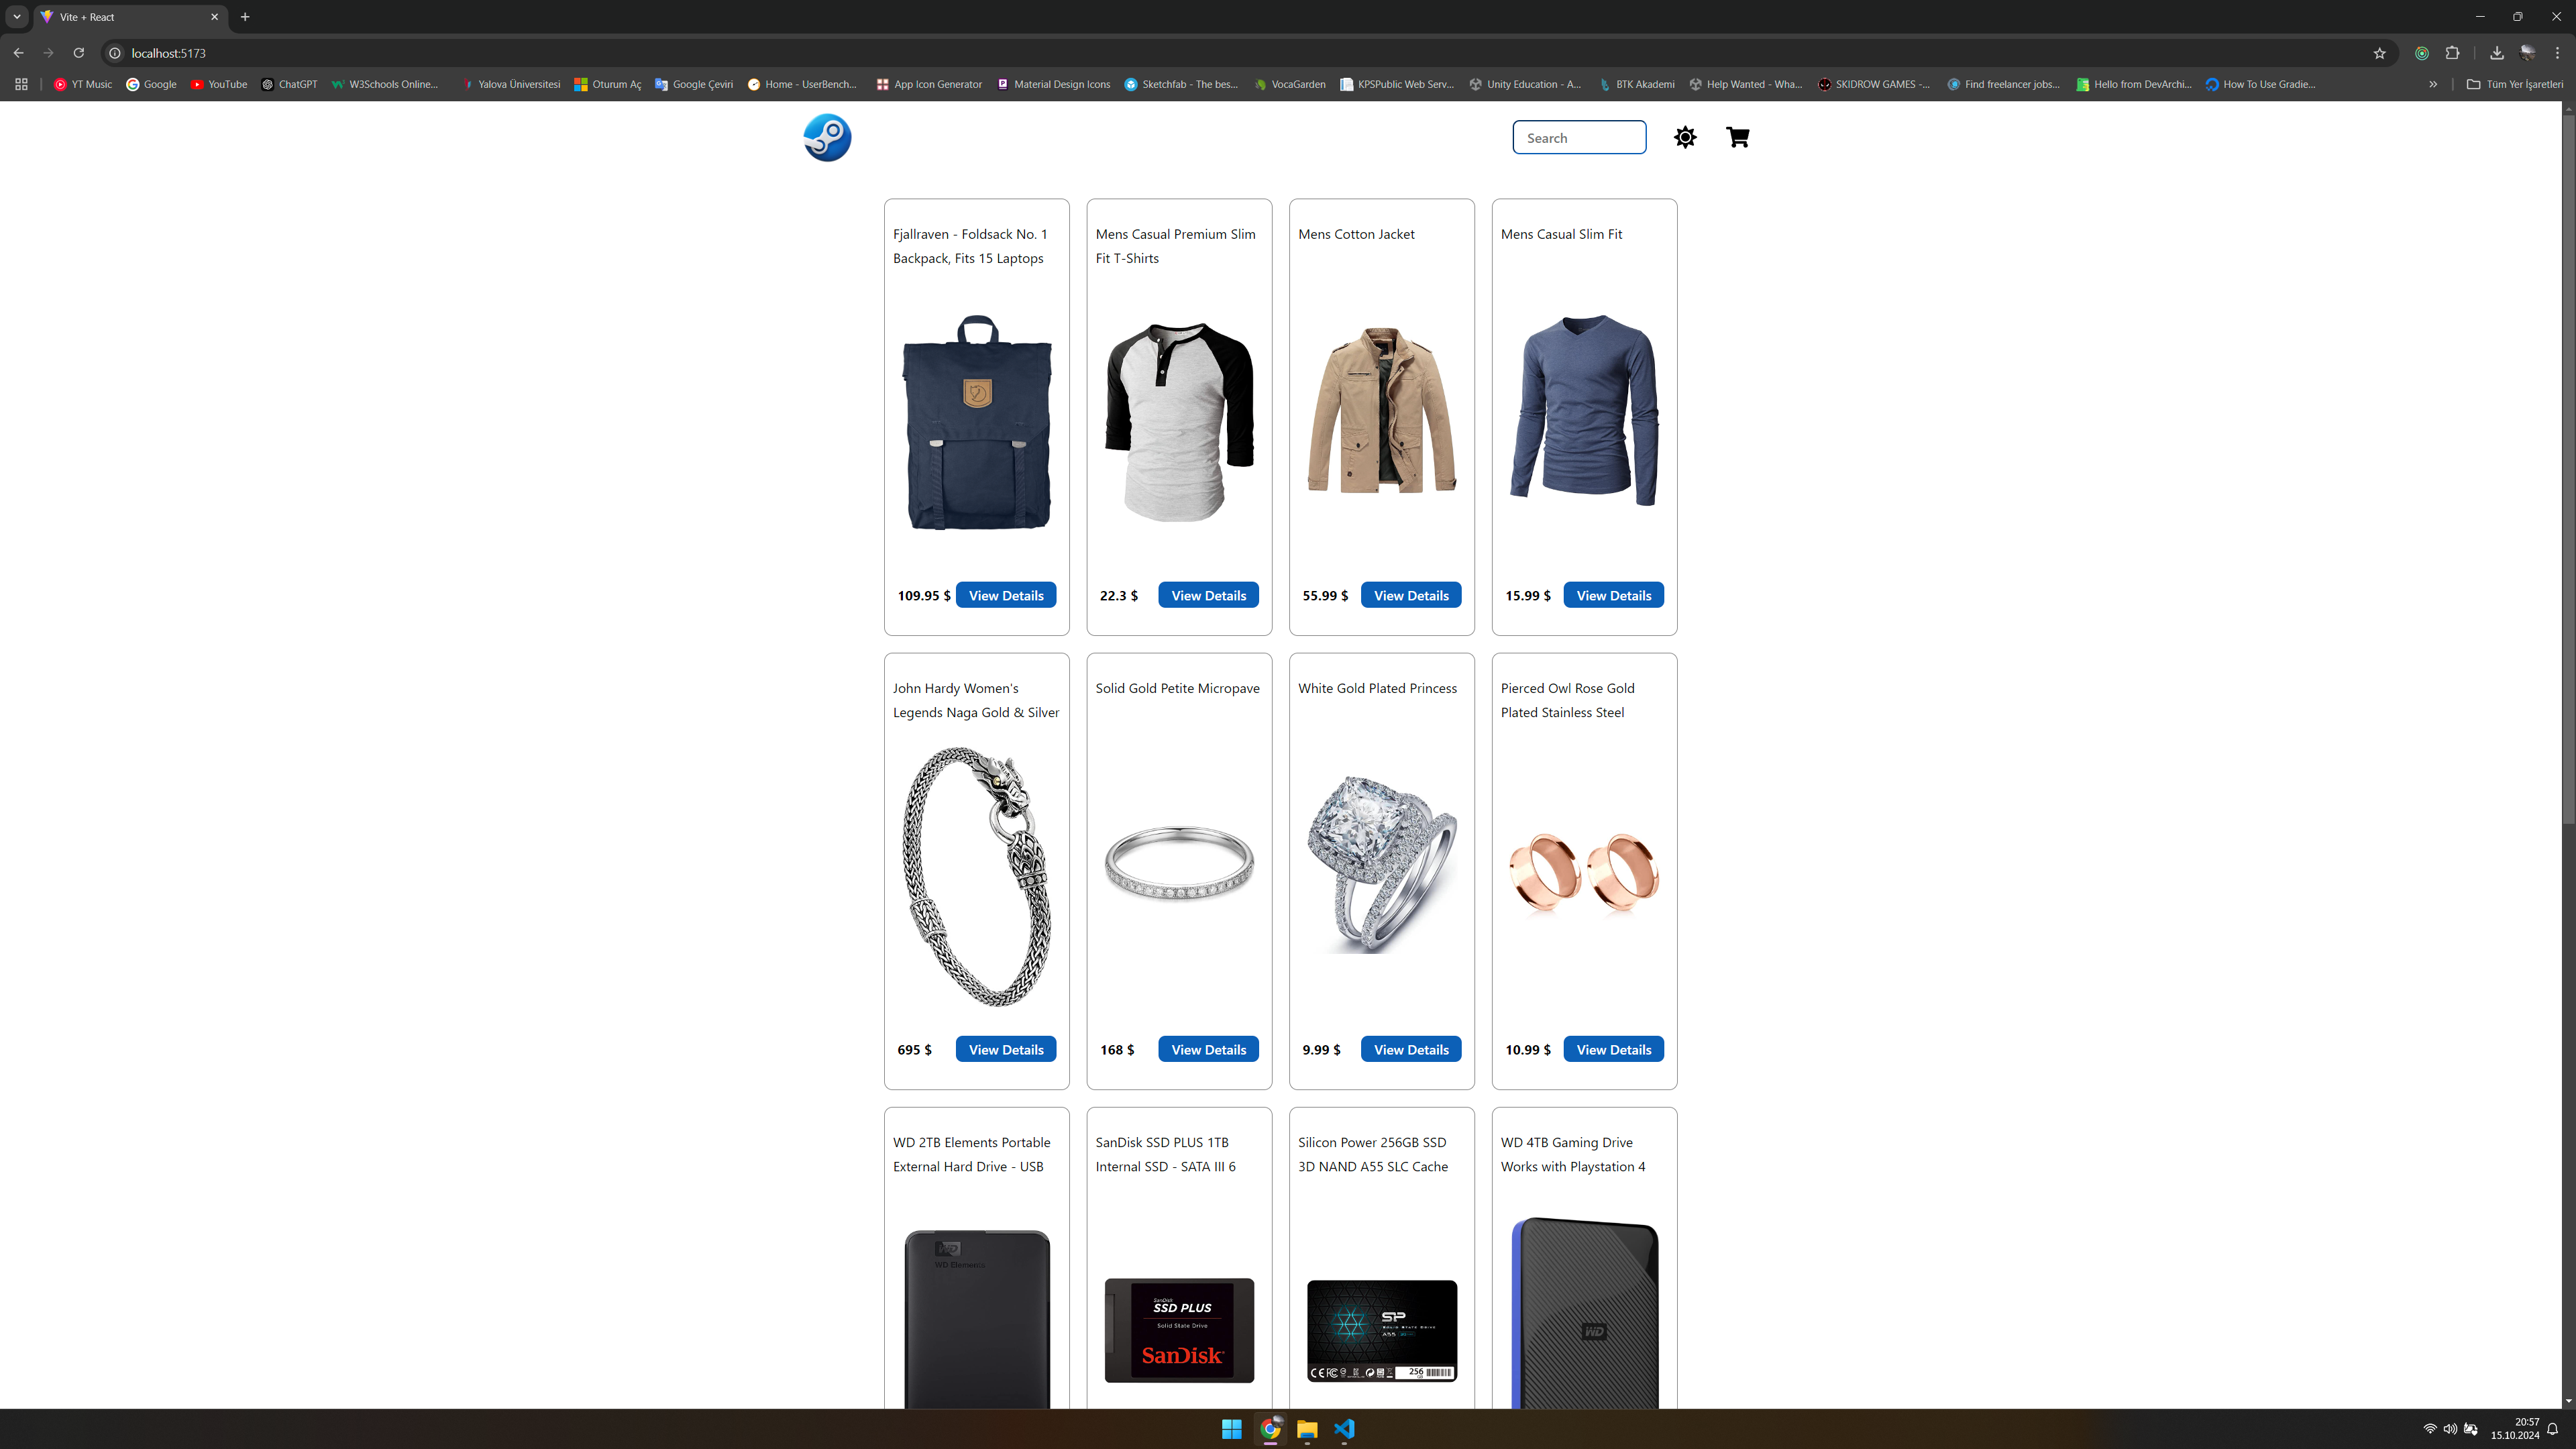 Vite + React
localhost:5173
YT Music
Google
YouTube
ChatGPT
W3Schools Online...
Yalova Üniversitesi
Oturum Aç
Google Çeviri
Home - UserBench...
App Icon Generator
Material Design Icons
Sketchfab - The bes...
VocaGarden
KPSPublic Web Serv...
Unity Education - A...
BTK Akademi
Help Wanted - Wha...
SKIDROW GAMES -...
Find freelancer jobs...
Hello from DevArchi...
How To Use Gradie...
Tüm Yer İşaretleri
Search
Fjallraven - Foldsack No. 1
Backpack, Fits 15 Laptops
109.95 $
View Details
Mens Casual Premium Slim
Fit T-Shirts
22.3 $
View Details
Mens Cotton Jacket
55.99 $
View Details
Mens Casual Slim Fit
15.99 $
View Details
John Hardy Women's
Legends Naga Gold & Silver
695 $
View Details
Solid Gold Petite Micropave
168 $
View Details
White Gold Plated Princess
9.99 $
View Details
Pierced Owl Rose Gold
Plated Stainless Steel
10.99 $
View Details
WD 2TB Elements Portable
External Hard Drive - USB
WD
WD Elements
SanDisk SSD PLUS 1TB
Internal SSD - SATA III 6
SanDisk
SSD PLUS
Solid State Drive
SanDisk
Silicon Power 256GB SSD
3D NAND A55 SLC Cache
SP
A55
256
WD 4TB Gaming Drive
Works with Playstation 4
WD
20:57
15.10.2024